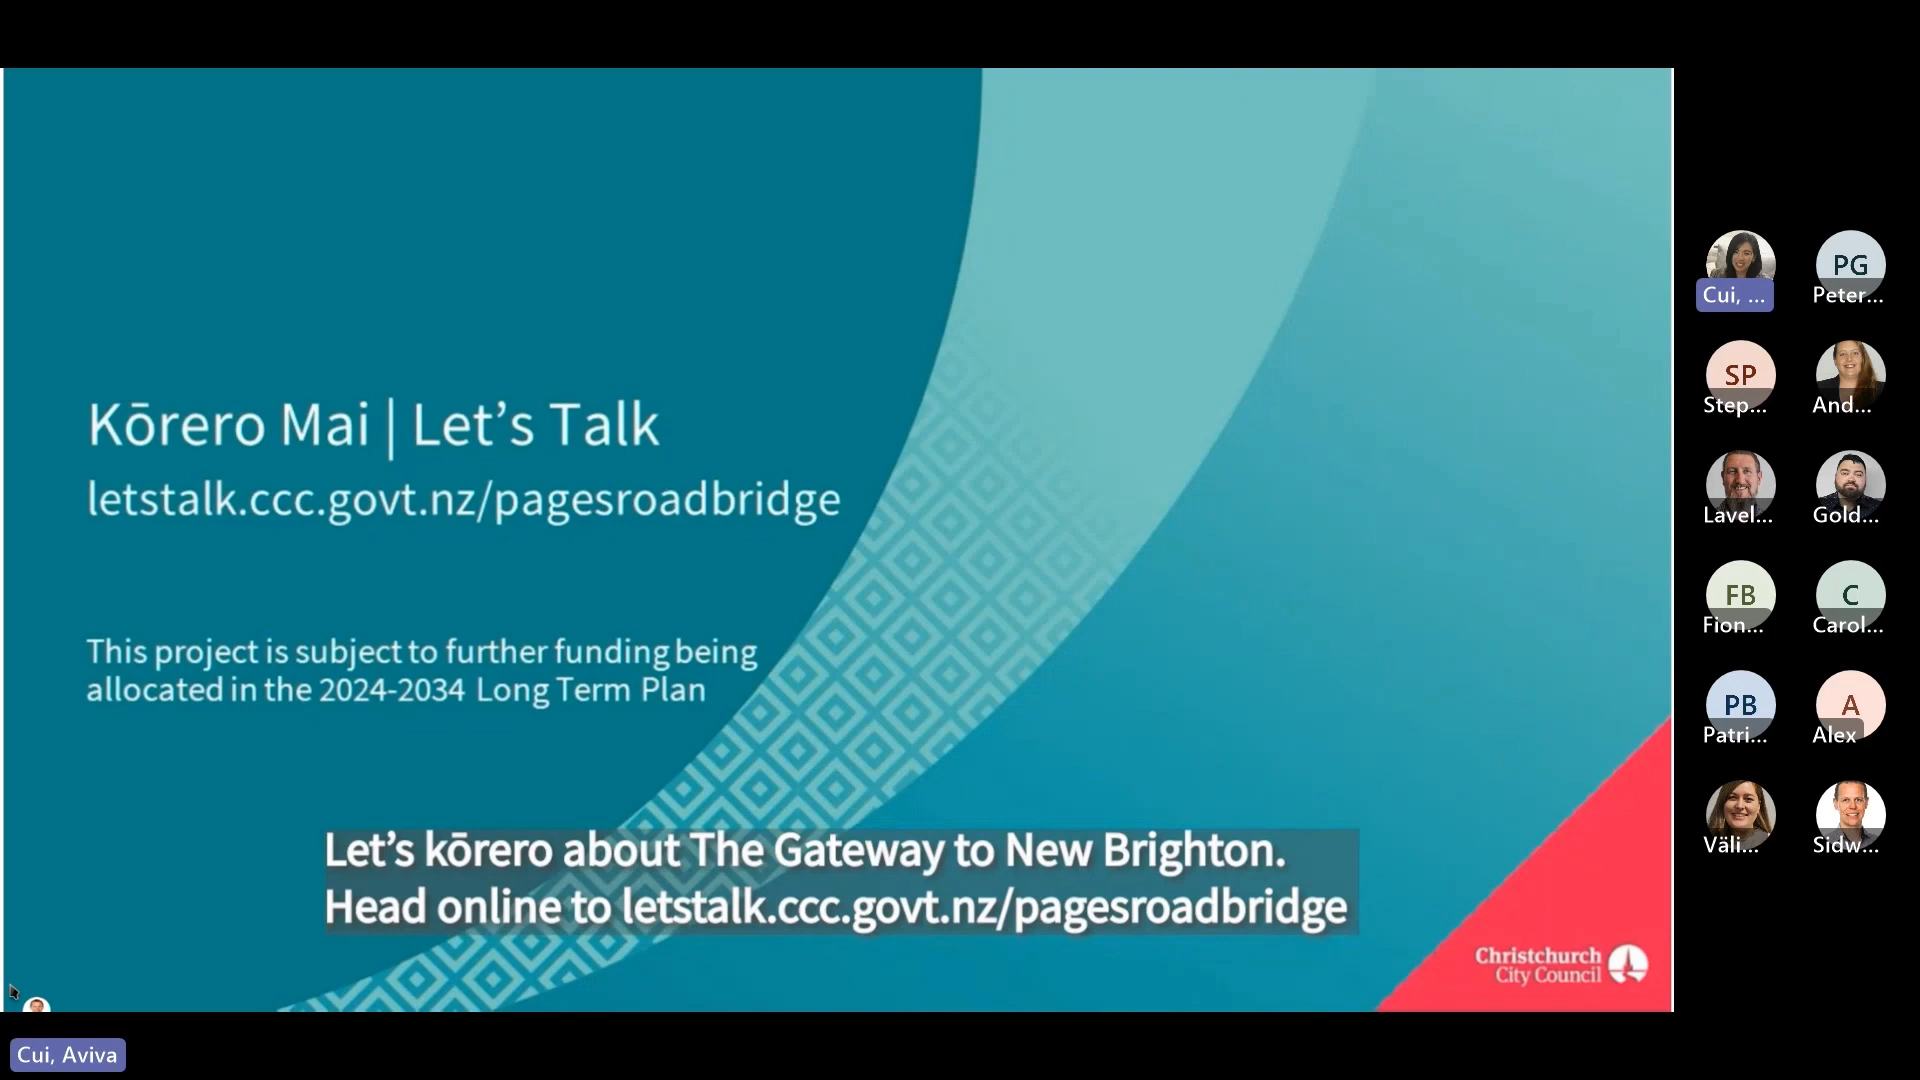 Kōrero Mai | Let's Talk
letstalk.ccc.govt.nz/pagesroadbridge
This project is subject to further funding being
allocated in the 2024-2034 Long Term Plan
Let's kōrero about The Gateway to New Brighton.
Head online to letstalk.ccc.govt.nz/pagesroadbridge
Christchurch
City Council
Cui, ...
PG
Peter...
SP
Step...
And...
Lavel...
Gold...
FB
Fion...
C
Carol...
PB
Patri...
A
Alex
Väli...
Sidw...
Cui, Aviva